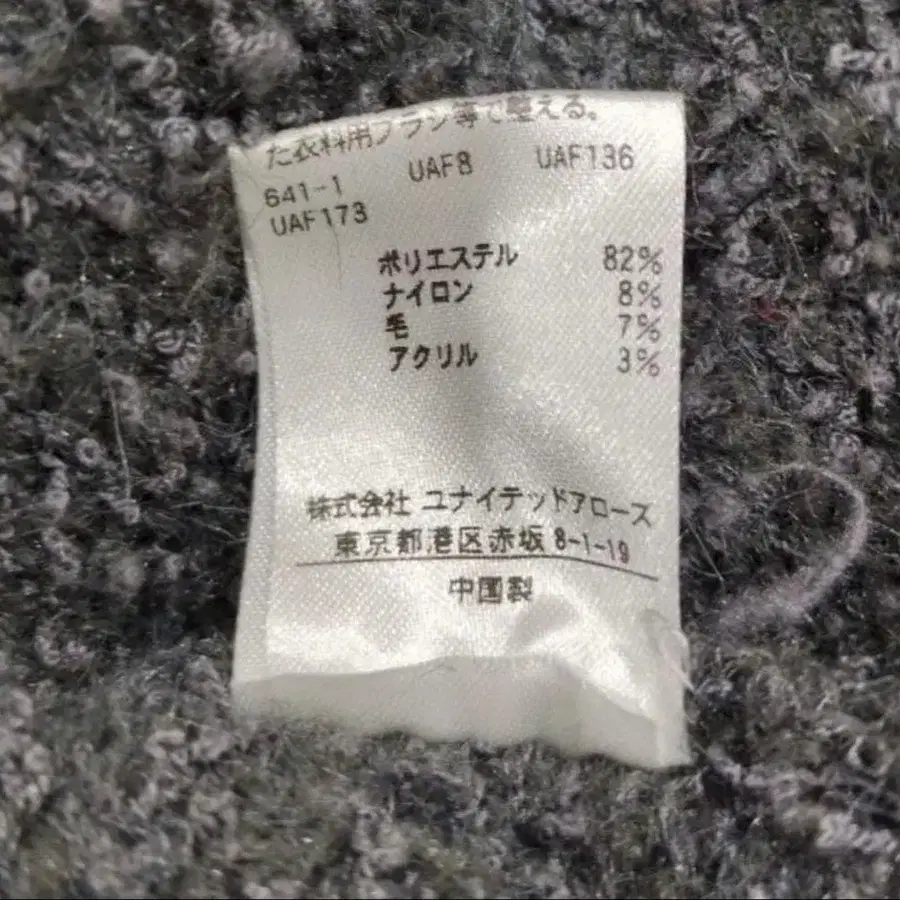 た衣料用ブラシ等で整える。
641-1 UAF8 UAF136
UAF173
ポリエステル 82%
ナイロン 8%
毛 7%
アクリル 3%
株式会社 ユナイテッドアローズ
東京都港区赤坂 8-1-19
中国製